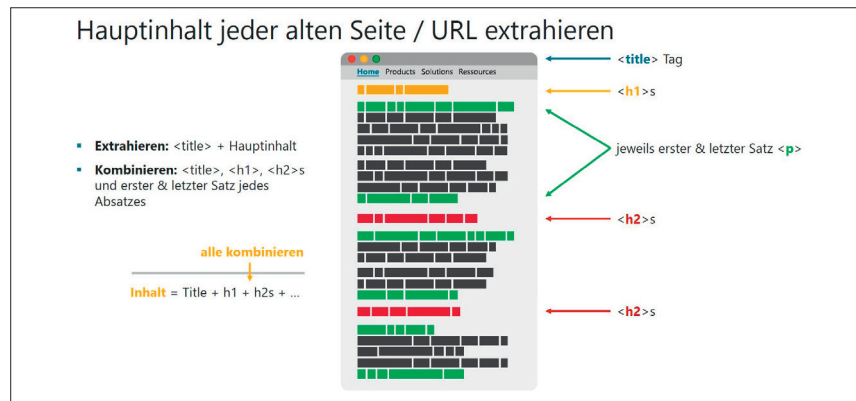 Hauptinhalt jeder alten Seite / URL extrahieren
Home Products Solutions Ressources
<title> Tag
<h1>s
▪ Extrahieren: <title> + Hauptinhalt
▪ Kombinieren: <title>, <h1>, <h2>s
und erster & letzter Satz jedes
Absatzes
jeweils erster & letzter Satz <p>
<h2>s
alle kombinieren
Inhalt = Title + h1 + h2s + ...
<h2>s